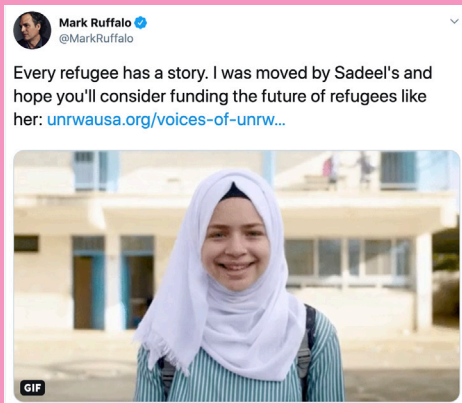 Mark Ruffalo
@MarkRuffalo
Every refugee has a story. I was moved by Sadeel's and
hope you'll consider funding the future of refugees like
her: unrwausa.org/voices-of-unrw...
GIF